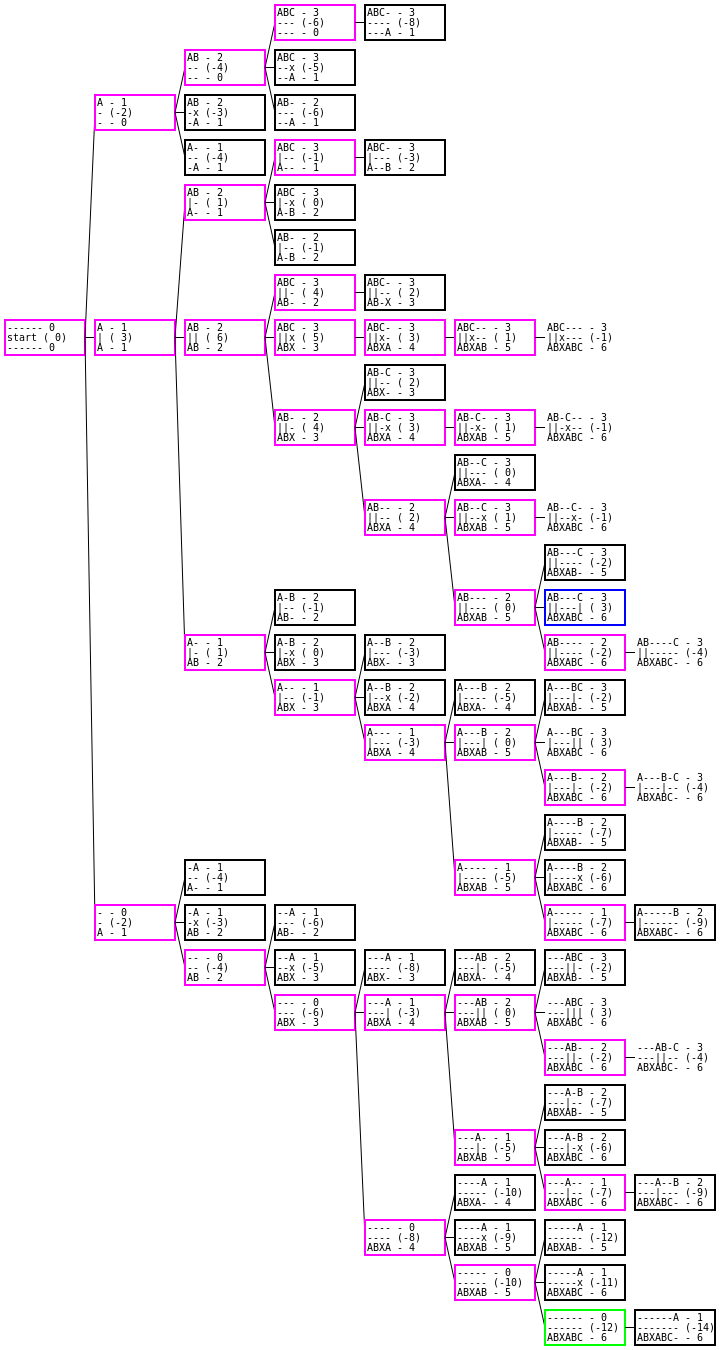 ABC - 3
--- (-6)
--- - 0
ABC- - 3
---- (-8)
---A - 1
AB - 2
-- (-4)
-- - 0
ABC - 3
--x (-5)
--A - 1
A - 1
- (-2)
- - 0
AB - 2
-x (-3)
-A - 1
AB- - 2
--- (-6)
--A - 1
A- - 1
-- (-4)
-A - 1
ABC - 3
|-- (-1)
A-- - 1
ABC- - 3
|--- (-3)
A--B - 2
AB - 2
|- ( 1)
A- - 1
ABC - 3
|-x ( 0)
A-B - 2
AB- - 2
|-- (-1)
A-B - 2
ABC - 3
||- ( 4)
AB- - 2
ABC- - 3
||-- ( 2)
AB-X - 3
------ 0
start ( 0)
------ 0
A - 1
| ( 3)
A - 1
AB - 2
|| ( 6)
AB - 2
ABC - 3
||x ( 5)
ABX - 3
ABC- - 3
||x- ( 3)
ABXA - 4
ABC-- - 3
||x-- ( 1)
ABXAB - 5
ABC--- - 3
||x--- (-1)
ABXABC - 6
AB-C - 3
||-- ( 2)
ABX- - 3
AB- - 2
||- ( 4)
ABX - 3
AB-C - 3
||-x ( 3)
ABXA - 4
AB-C- - 3
||-x- ( 1)
ABXAB - 5
AB-C-- - 3
||-x-- (-1)
ABXABC - 6
AB--C - 3
||--- ( 0)
ABXA- - 4
AB-- - 2
||-- ( 2)
ABXA - 4
AB--C - 3
||--x ( 1)
ABXAB - 5
AB--C- - 3
||--x- (-1)
ABXABC - 6
AB---C - 3
||---- (-2)
ABXAB- - 5
A-B - 2
|-- (-1)
AB- - 2
AB--- - 2
||--- ( 0)
ABXAB - 5
AB---C - 3
||---| ( 3)
ABXABC - 6
A- - 1
|- ( 1)
AB - 2
A-B - 2
|-x ( 0)
ABX - 3
A--B - 2
|--- (-3)
ABX- - 3
AB---- - 2
||---- (-2)
ABXABC - 6
AB----C - 3
||----- (-4)
ABXABC- - 6
A-- - 1
|-- (-1)
ABX - 3
A--B - 2
|--x (-2)
ABXA - 4
A---B - 2
|---- (-5)
ABXA- - 4
A---BC - 3
|---|- (-2)
ABXAB- - 5
A--- - 1
|--- (-3)
ABXA - 4
A---B - 2
|---| ( 0)
ABXAB - 5
A---BC - 3
|---|| ( 3)
ABXABC - 6
A---B- - 2
|---|- (-2)
ABXABC - 6
A---B-C - 3
|---|-- (-4)
ABXABC- - 6
A----B - 2
|----- (-7)
ABXAB- - 5
-A - 1
-- (-4)
A- - 1
A---- - 1
|---- (-5)
ABXAB - 5
A----B - 2
|----x (-6)
ABXABC - 6
- - 0
- (-2)
A - 1
-A - 1
-x (-3)
AB - 2
--A - 1
--- (-6)
AB- - 2
A----- - 1
|----- (-7)
ABXABC - 6
A-----B - 2
|------ (-9)
ABXABC- - 6
-- - 0
-- (-4)
AB - 2
--A - 1
--x (-5)
ABX - 3
---A - 1
---- (-8)
ABX- - 3
---AB - 2
---|- (-5)
ABXA- - 4
---ABC - 3
---||- (-2)
ABXAB- - 5
--- - 0
--- (-6)
ABX - 3
---A - 1
---| (-3)
ABXA - 4
---AB - 2
---|| ( 0)
ABXAB - 5
---ABC - 3
---||| ( 3)
ABXABC - 6
---AB- - 2
---||- (-2)
ABXABC - 6
---AB-C - 3
---||-- (-4)
ABXABC- - 6
---A-B - 2
---|-- (-7)
ABXAB- - 5
---A- - 1
---|- (-5)
ABXAB - 5
---A-B - 2
---|-x (-6)
ABXABC - 6
----A - 1
----- (-10)
ABXA- - 4
---A-- - 1
---|-- (-7)
ABXABC - 6
---A--B - 2
---|--- (-9)
ABXABC- - 6
---- - 0
---- (-8)
ABXA - 4
----A - 1
----x (-9)
ABXAB - 5
-----A - 1
------ (-12)
ABXAB- - 5
----- - 0
----- (-10)
ABXAB - 5
-----A - 1
-----x (-11)
ABXABC - 6
------ - 0
------ (-12)
ABXABC - 6
------A - 1
------- (-14)
ABXABC- - 6